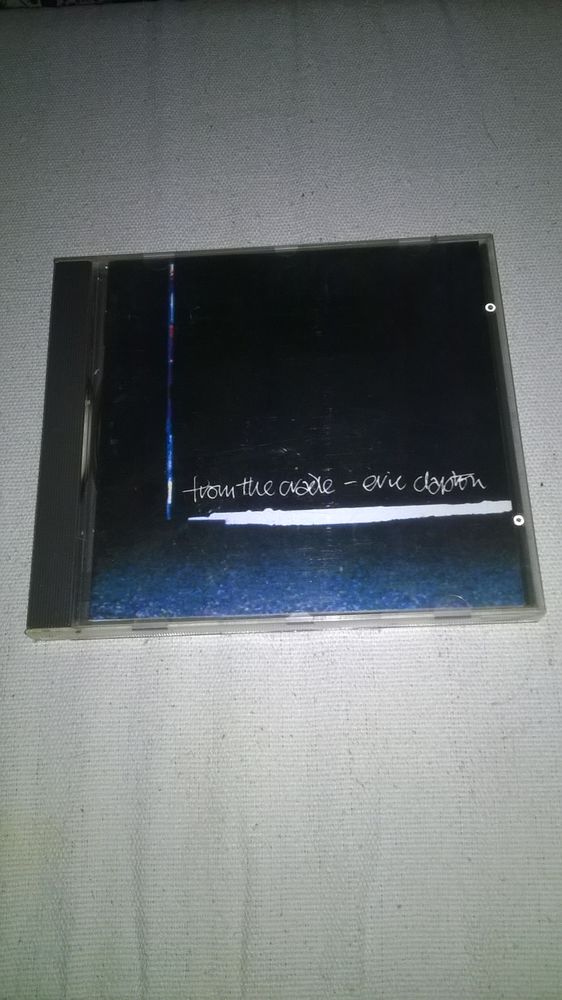 from the cradle - eric clapton